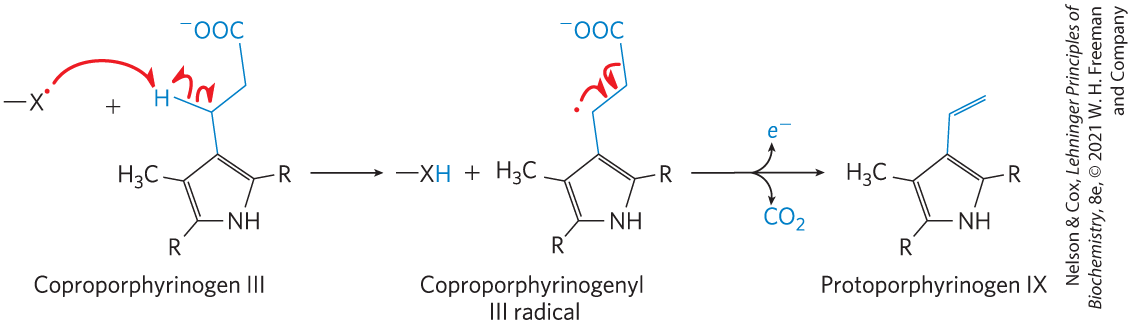 ⁻OOC
—X• + H
H₃C
R
NH
R
Coproporphyrinogen III
—XH + H₃C
⁻OOC
R
NH
R
Coproporphyrinogenyl
III radical
e⁻
CO₂
H₃C
R
NH
R
Protoporphyrinogen IX
Nelson & Cox, Lehninger Principles of
Biochemistry, 8e, © 2021 W. H. Freeman
and Company